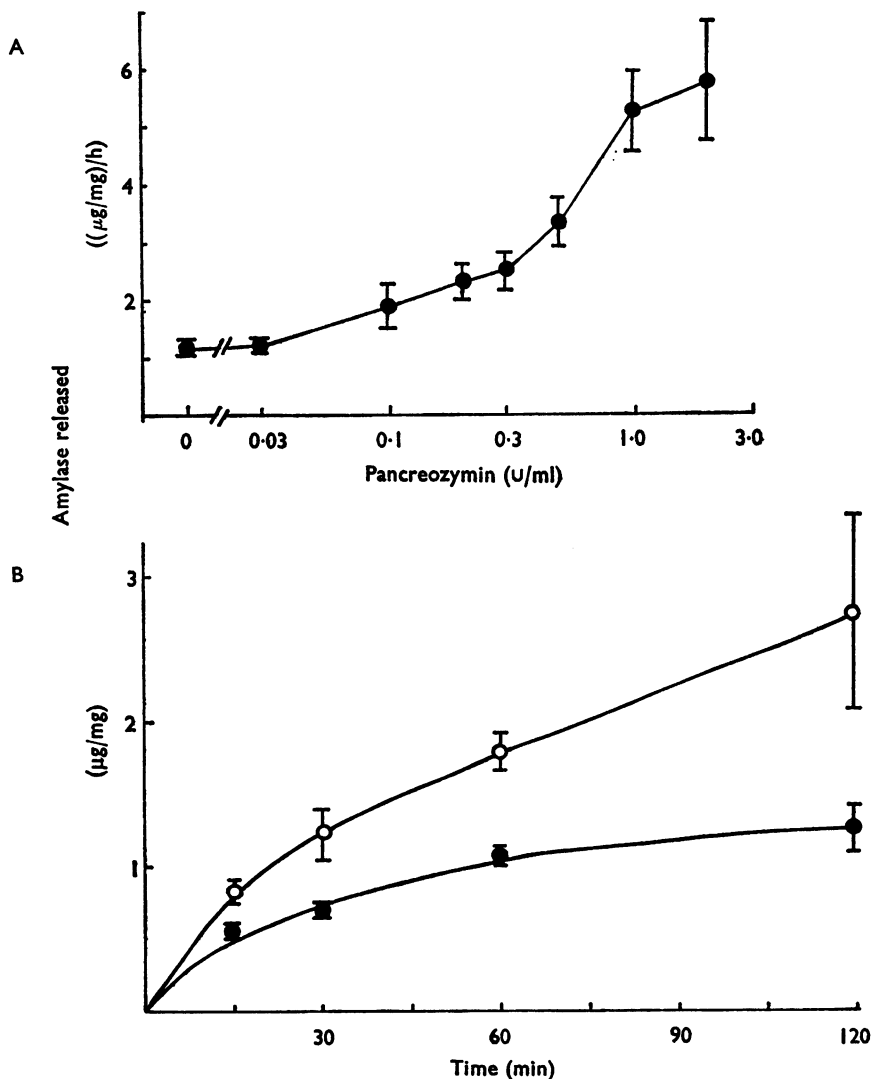 A
6
4
2
((μg/mg)/h)
0 0·03 0·1 0·3 1·0 3·0
Pancreozymin (U/ml)
Amylase released
B
3
2
1
(μg/mg)
30 60 90 120
Time (min)